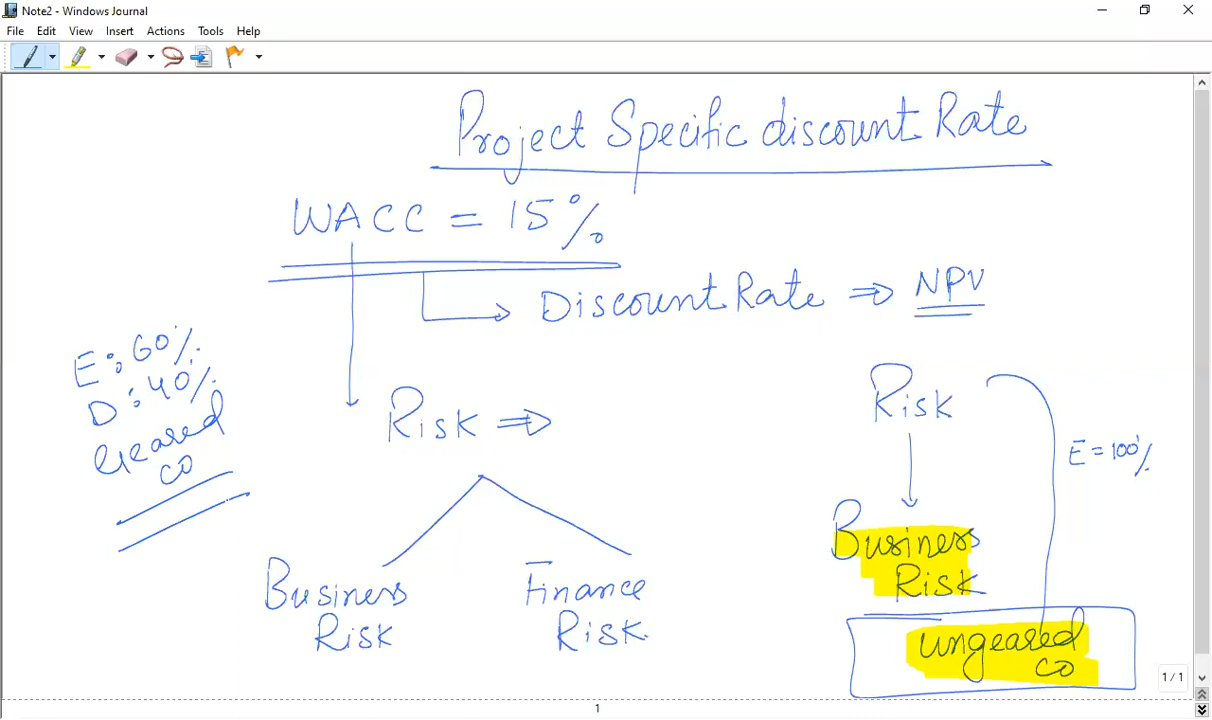 Note2 - Windows Journal
File Edit View Insert Actions Tools Help
Project Specific discount Rate
WACC = 15%
Discount Rate ⇒ NPV
E: 60%
D: 40%
Geared
co
Risk ⇒
Business
Risk
Finance
Risk
Risk
E = 100%
Business
Risk
ungeared
co
1 / 1
1